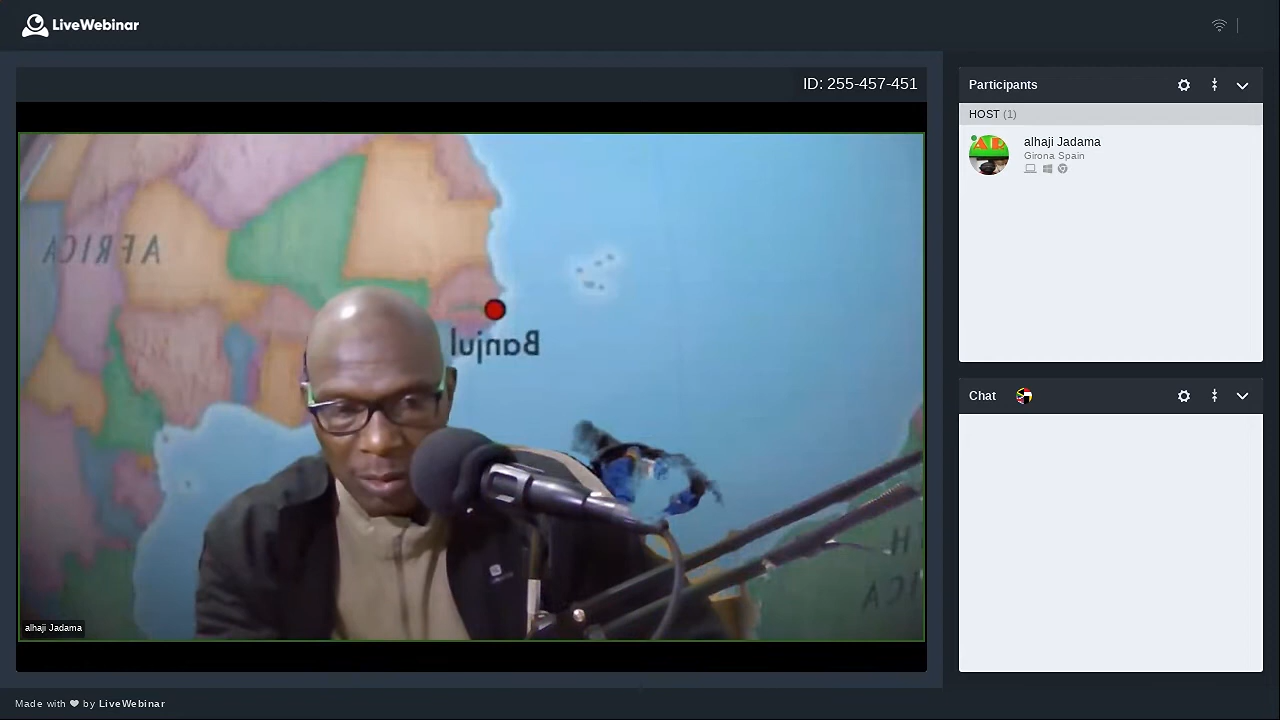 LiveWebinar
ID: 255-457-451
AFRICA
Banjul
alhaji Jadama
Participants
HOST (1)
alhaji Jadama
Girona Spain
Chat
Made with ❤ by LiveWebinar